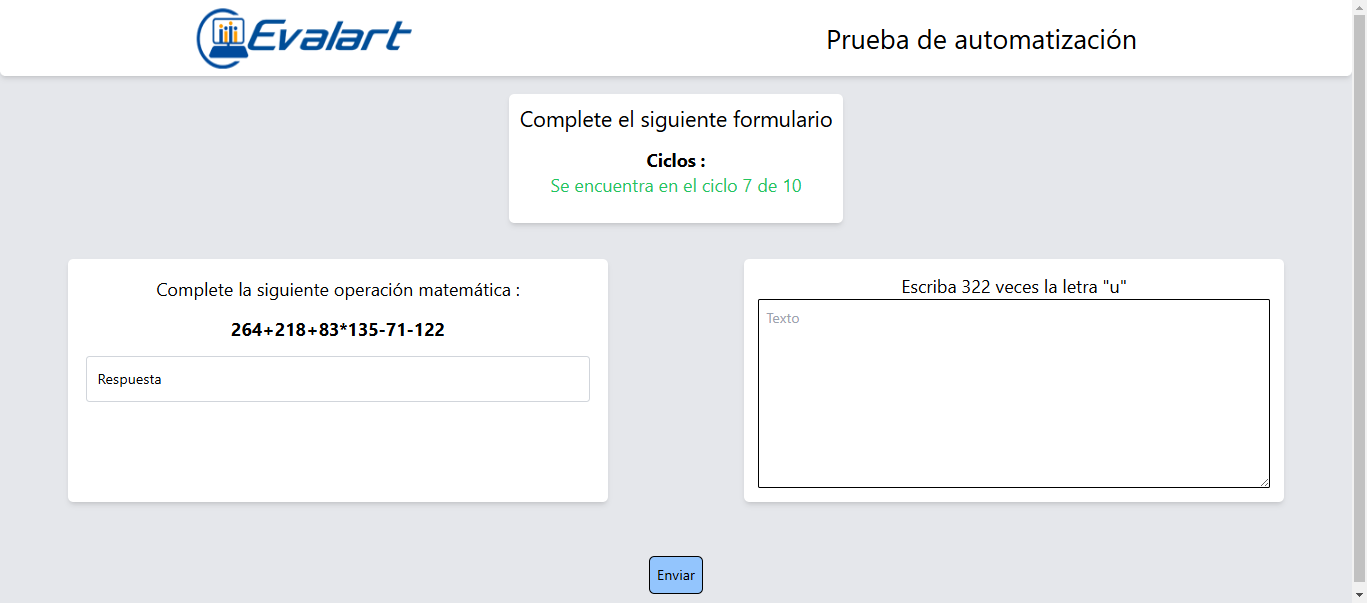 Evalart
Prueba de automatización
Complete el siguiente formulario
Ciclos :
Se encuentra en el ciclo 7 de 10
Complete la siguiente operación matemática :
264+218+83*135-71-122
Respuesta
Escriba 322 veces la letra "u"
Texto
Enviar